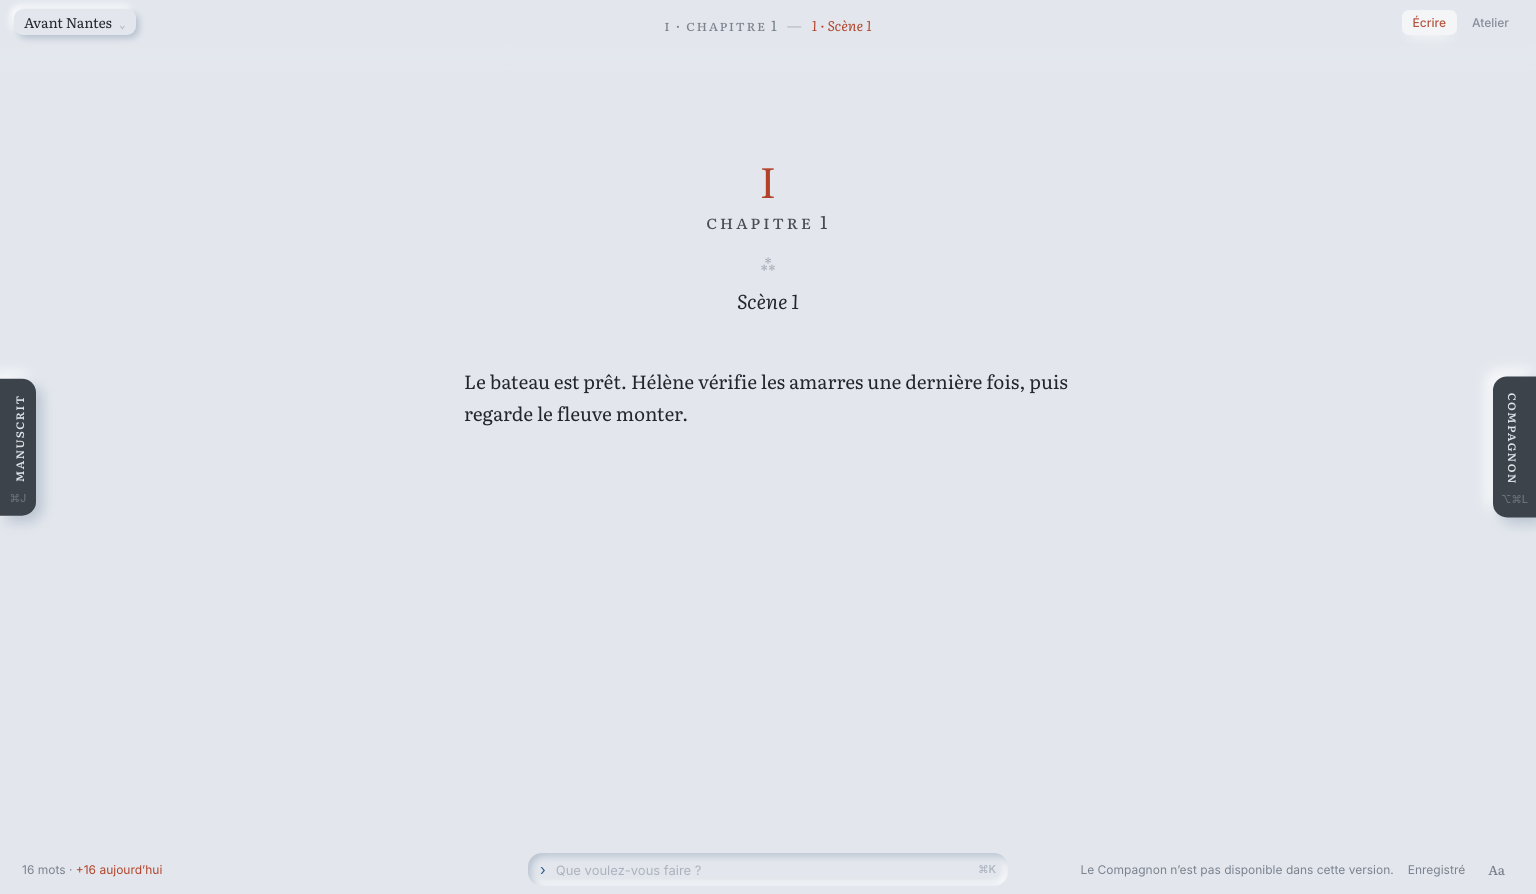 Avant Nantes
I · CHAPITRE 1 — 1 · Scène 1
Écrire
Atelier
I
CHAPITRE 1
⁂
Scène 1
Le bateau est prêt. Hélène vérifie les amarres une dernière fois, puis
regarde le fleuve monter.
MANUSCRIT
⌘J
COMPAGNON
⌥⌘L
16 mots · +16 aujourd’hui
› Que voulez-vous faire ?
⌘K
Le Compagnon n’est pas disponible dans cette version.
Enregistré
Aa